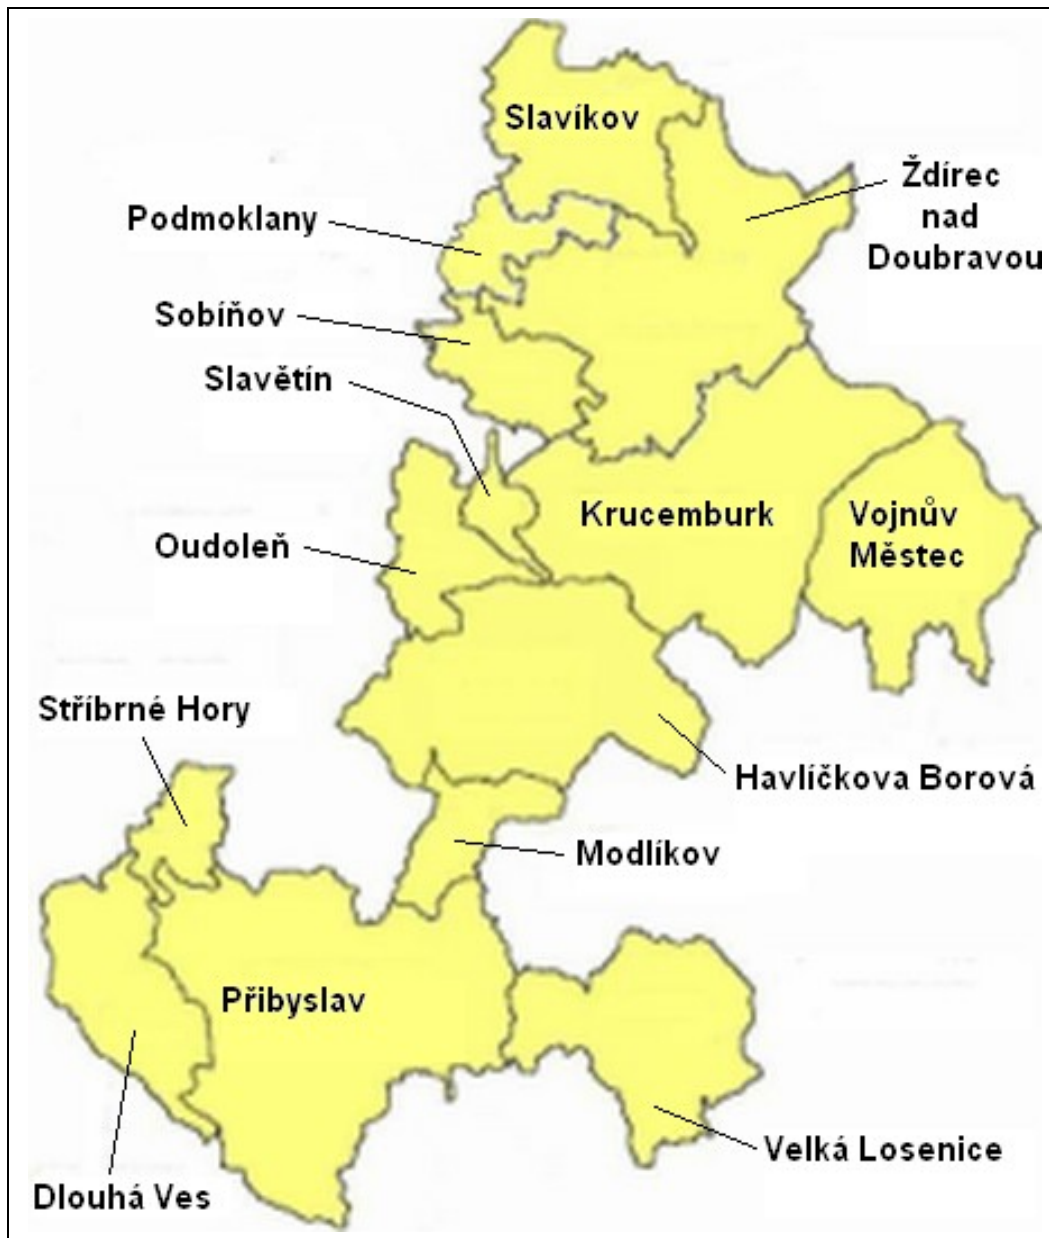 Slavíkov
Ždírec
nad
Doubravou
Podmoklany
Sobíňov
Slavětín
Krucemburk
Vojnův
Městec
Oudoleň
Stříbrné Hory
Havlíčkova Borová
Modlíkov
Přibyslav
Velká Losenice
Dlouhá Ves